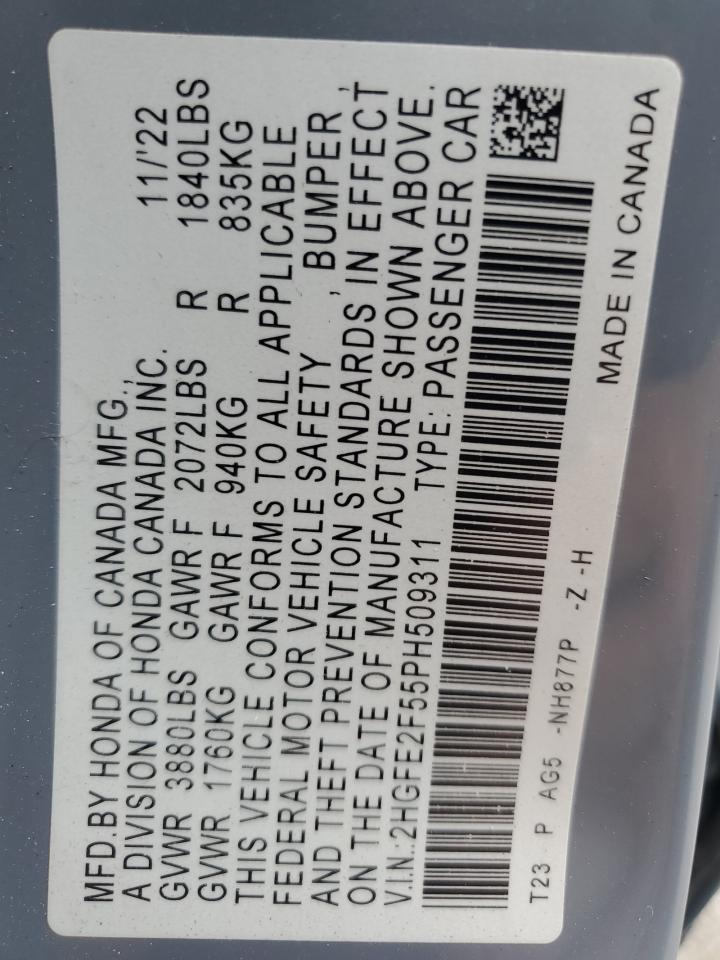 MFD.BY HONDA OF CANADA MFG.,
A DIVISION OF HONDA CANADA INC. 11/'22
GVWR 3880LBS GAWR F 2072LBS R 1840LBS
GVWR 1760KG GAWR F 940KG R 835KG
THIS VEHICLE CONFORMS TO ALL APPLICABLE
FEDERAL MOTOR VEHICLE SAFETY , BUMPER ,
AND THEFT PREVENTION STANDARDS IN EFFECT
ON THE DATE OF MANUFACTURE SHOWN ABOVE.
V.I.N.:2HGFE2F55PH509311 TYPE: PASSENGER CAR
T23 P AG5 -NH877P -Z -H
MADE IN CANADA